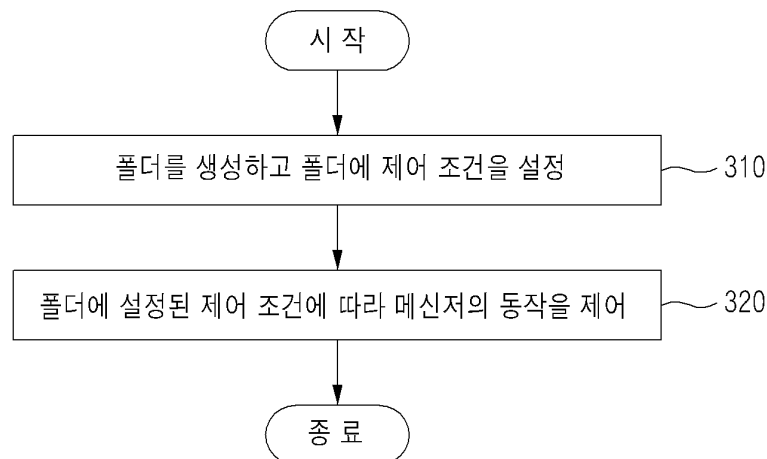 시 작
폴더를 생성하고 폴더에 제어 조건을 설정
310
폴더에 설정된 제어 조건에 따라 메신저의 동작을 제어
320
종 료